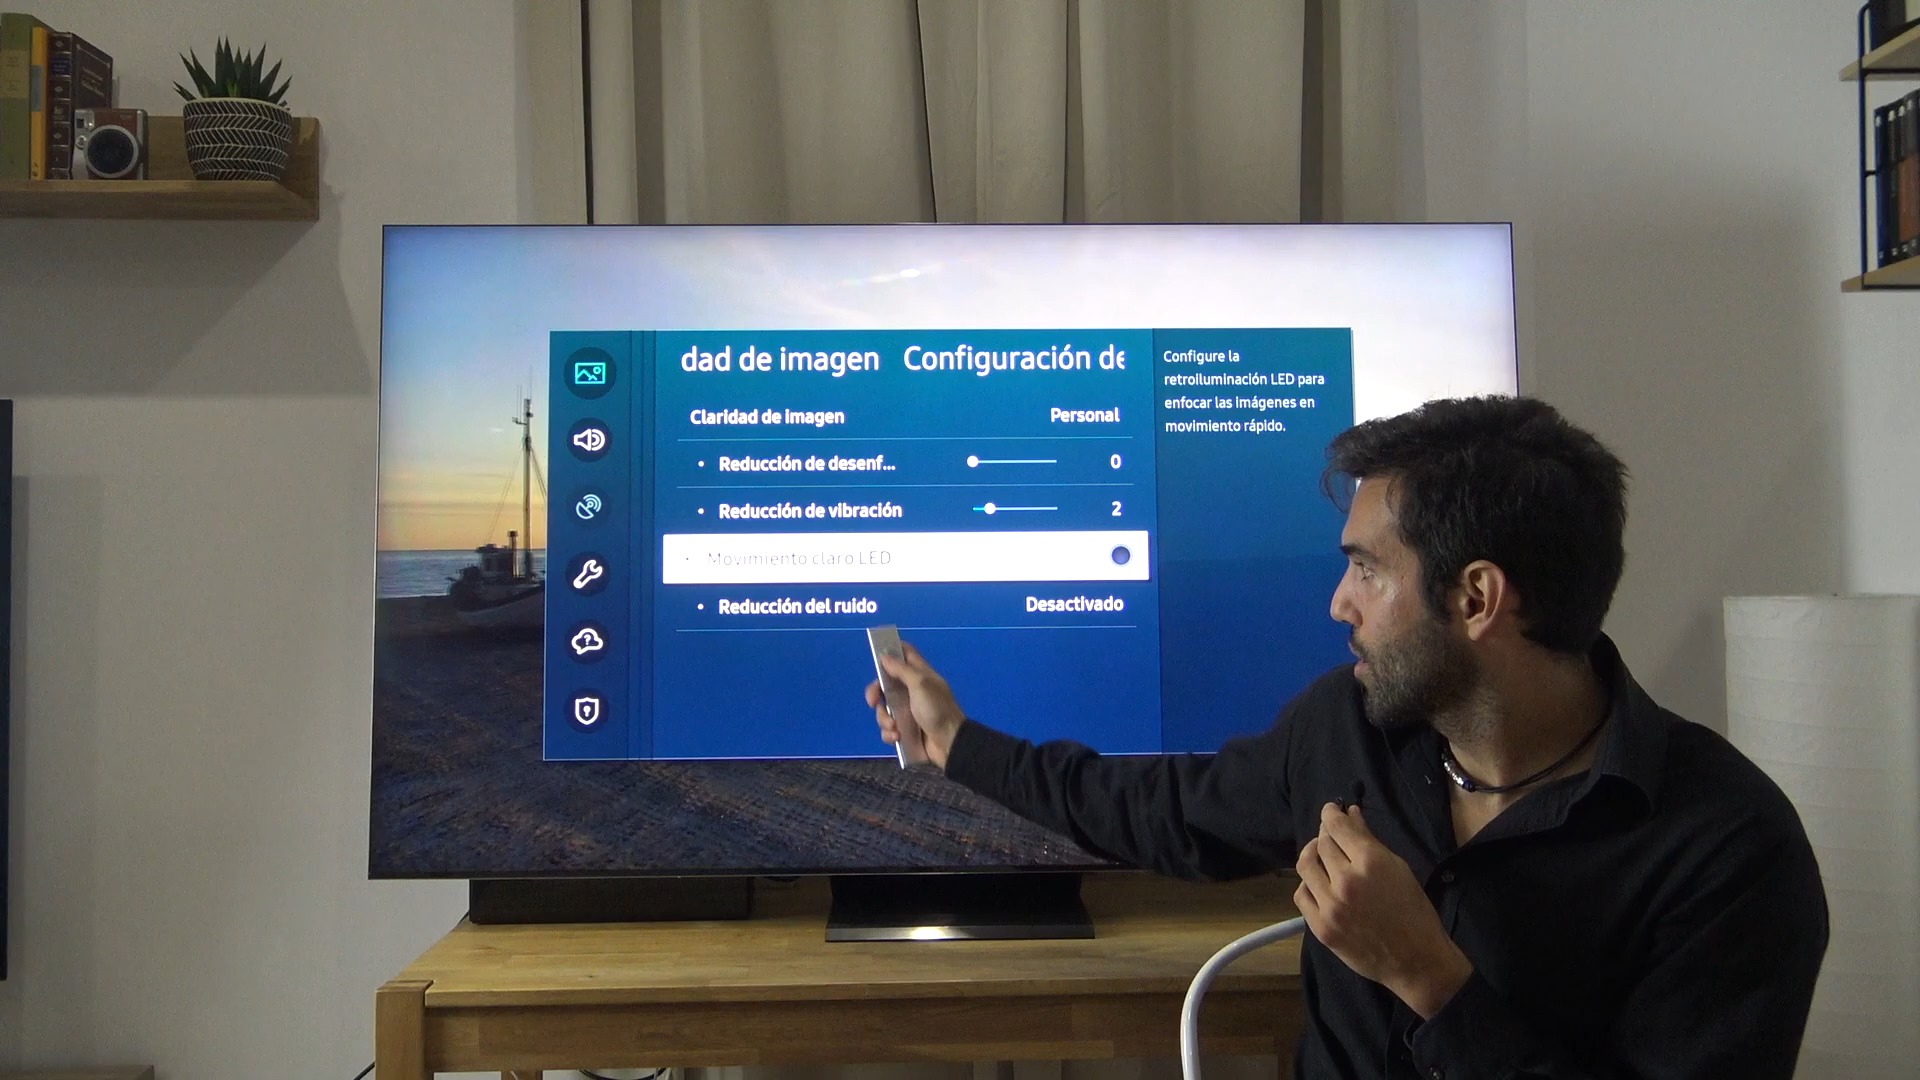 dad de imagen Configuración de
Claridad de imagen Personal
• Reducción de desenf... 0
• Reducción de vibración 2
• Movimiento claro LED
• Reducción del ruido Desactivado
Configure la
retroiluminación LED para
enfocar las imágenes en
movimiento rápido.